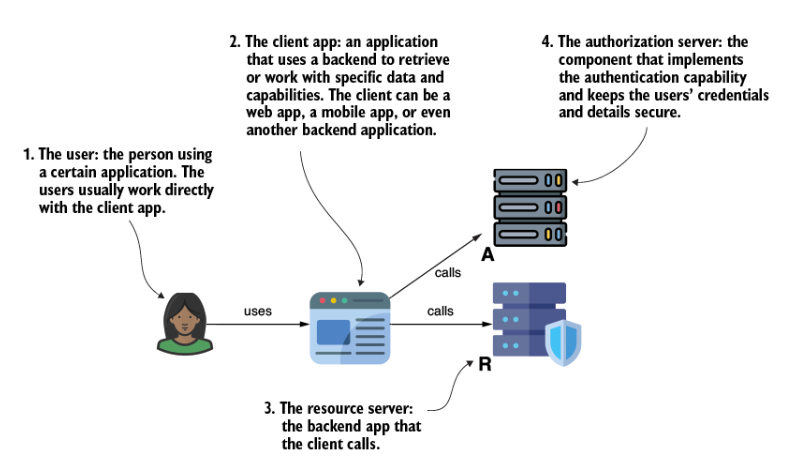 2. The client app: an application
that uses a backend to retrieve
or work with specific data and
capabilities. The client can be a
web app, a mobile app, or even
another backend application.
4. The authorization server: the
component that implements
the authentication capability
and keeps the users’ credentials
and details secure.
1. The user: the person using
a certain application. The
users usually work directly
with the client app.
A
calls
uses
calls
R
3. The resource server:
the backend app that
the client calls.